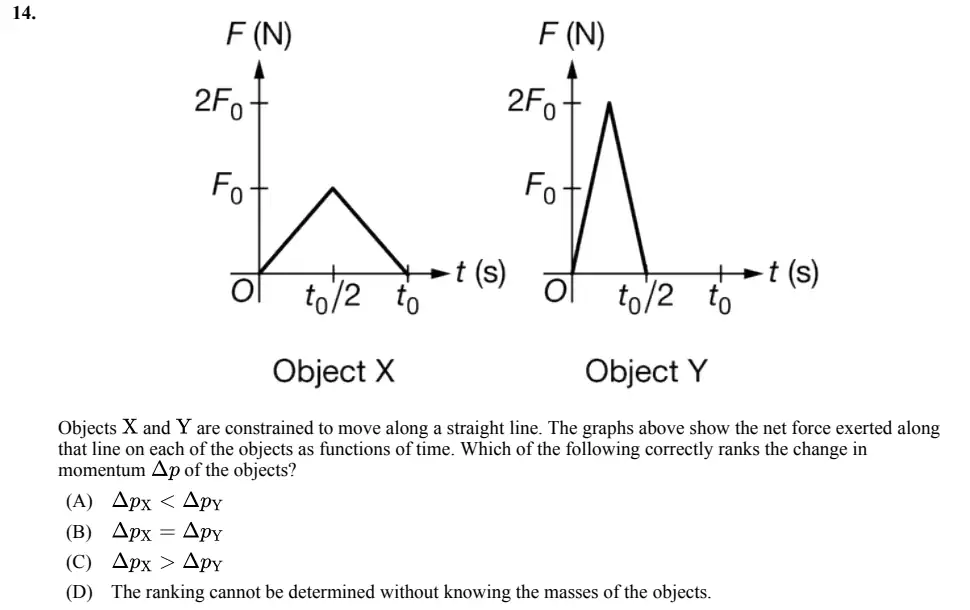 14.
F (N)
2F₀
F₀
O
t₀/2
t₀
t (s)
Object X
F (N)
2F₀
F₀
O
t₀/2
t₀
t (s)
Object Y
Objects X and Y are constrained to move along a straight line. The graphs above show the net force exerted along
that line on each of the objects as functions of time. Which of the following correctly ranks the change in
momentum Δp of the objects?
(A) ΔpX < ΔpY
(B) ΔpX = ΔpY
(C) ΔpX > ΔpY
(D) The ranking cannot be determined without knowing the masses of the objects.